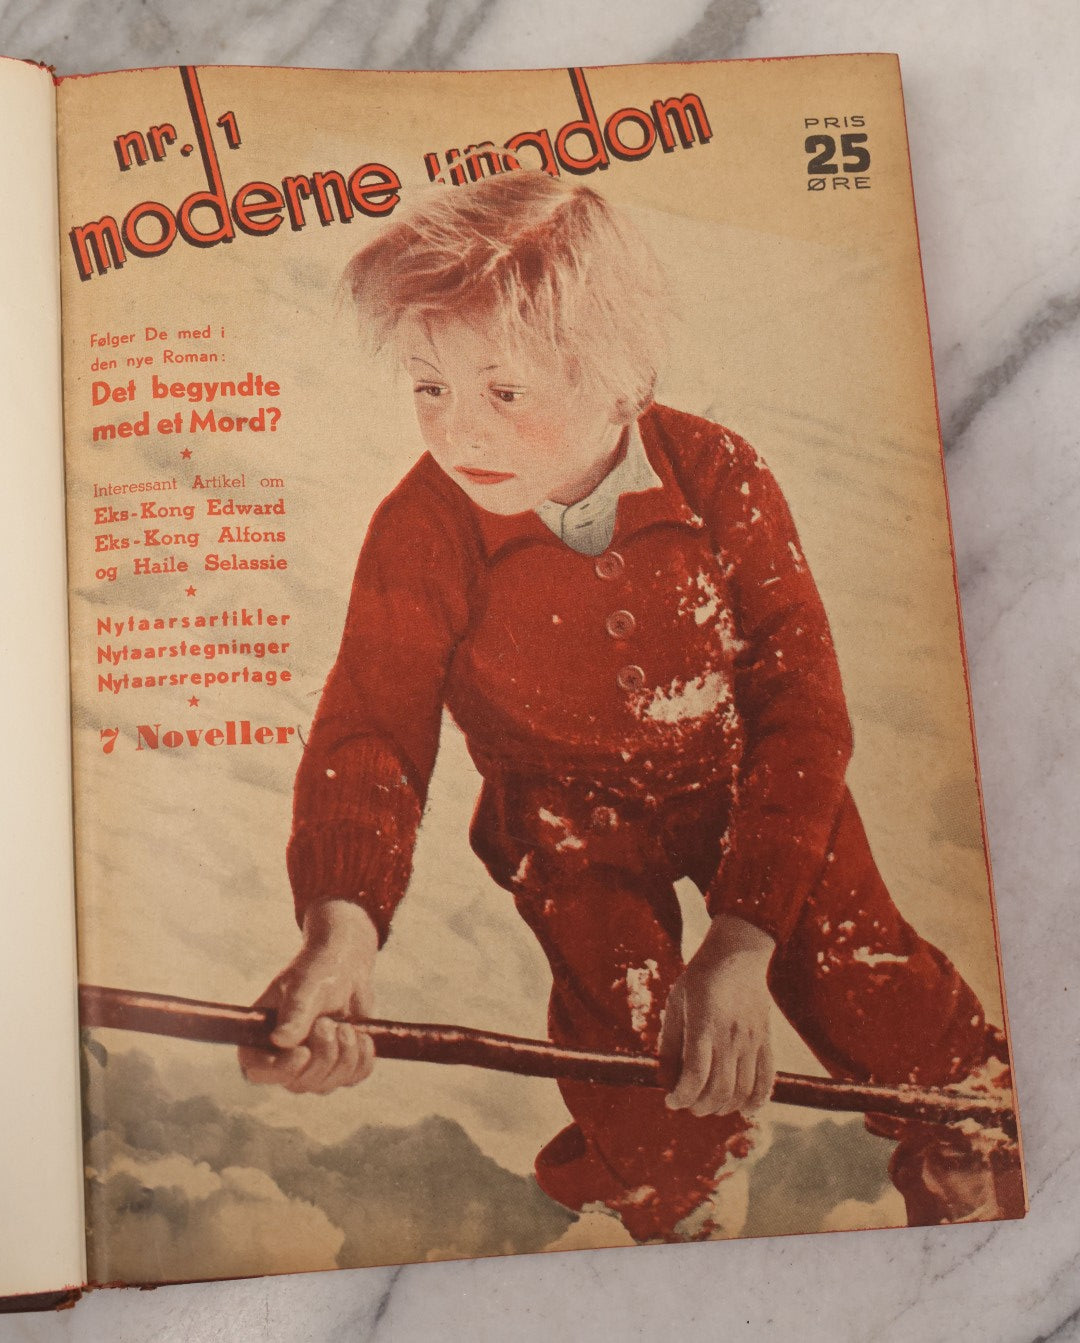 nr. 1
moderne ungdom
PRIS
25
ØRE
Følger De med i
den nye Roman:
Det begyndte
med et Mord?
Interessant Artikel om
Eks-Kong Edward
Eks-Kong Alfons
og Haile Selassie
Nytaarsartikler
Nytaarstegninger
Nytaarsreportage
7 Noveller